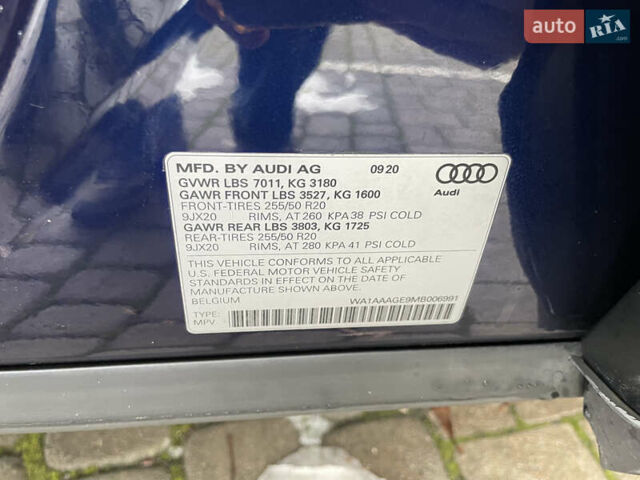 auto RIA.com
MFD. BY AUDI AG 09 20
GVWR LBS 7011, KG 3180
GAWR FRONT LBS 3527, KG 1600
FRONT-TIRES 255/50 R20
9JX20 RIMS, AT 260 KPA 38 PSI COLD
GAWR REAR LBS 3803, KG 1725
REAR-TIRES 255/50 R20
9JX20 RIMS, AT 280 KPA 41 PSI COLD
Audi
THIS VEHICLE CONFORMS TO ALL APPLICABLE
U.S. FEDERAL MOTOR VEHICLE SAFETY
STANDARDS IN EFFECT ON THE DATE OF
MANUFACTURE SHOWN ABOVE.
BELGIUM WA1AAAGE9MB006991
TYPE:
MPV